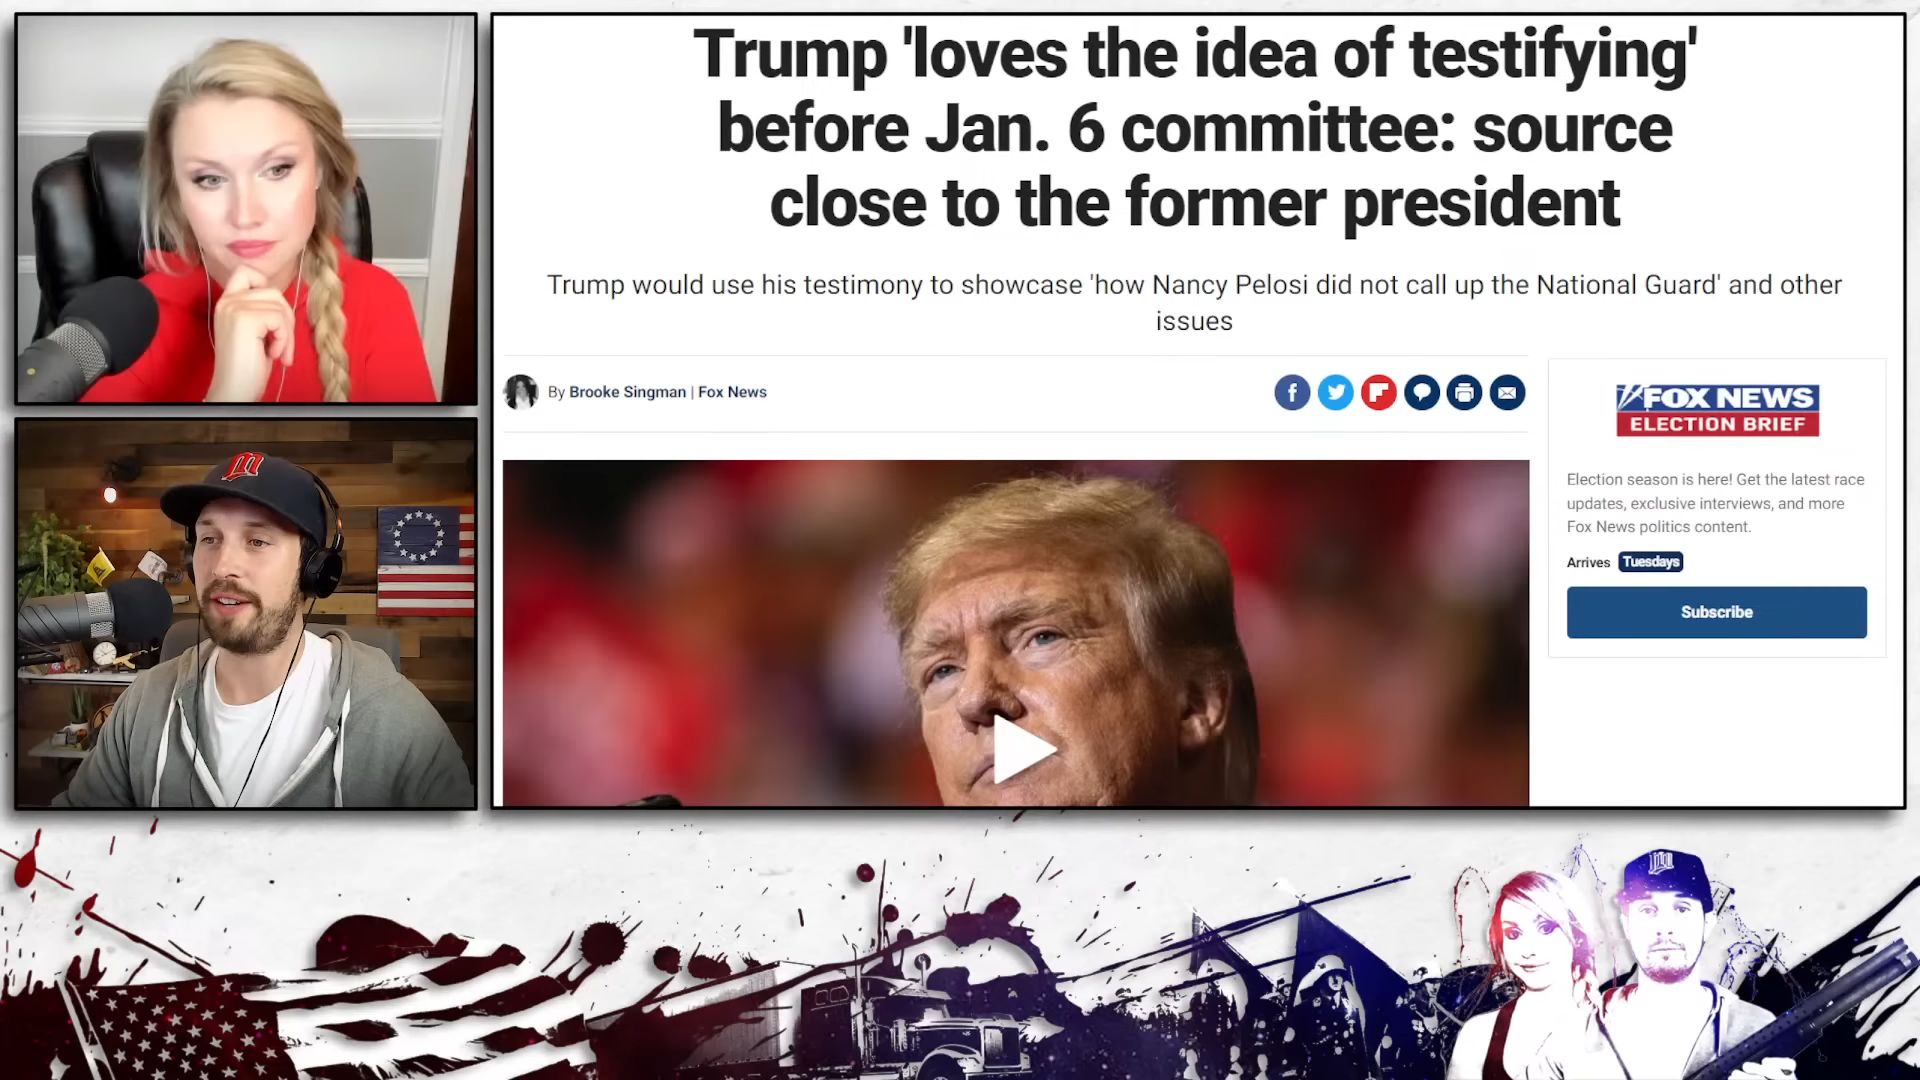 Trump 'loves the idea of testifying'
before Jan. 6 committee: source
close to the former president
Trump would use his testimony to showcase 'how Nancy Pelosi did not call up the National Guard' and other
issues
By Brooke Singman | Fox News
FOX NEWS
ELECTION BRIEF
Election season is here! Get the latest race
updates, exclusive interviews, and more
Fox News politics content.
Arrives Tuesdays
Subscribe